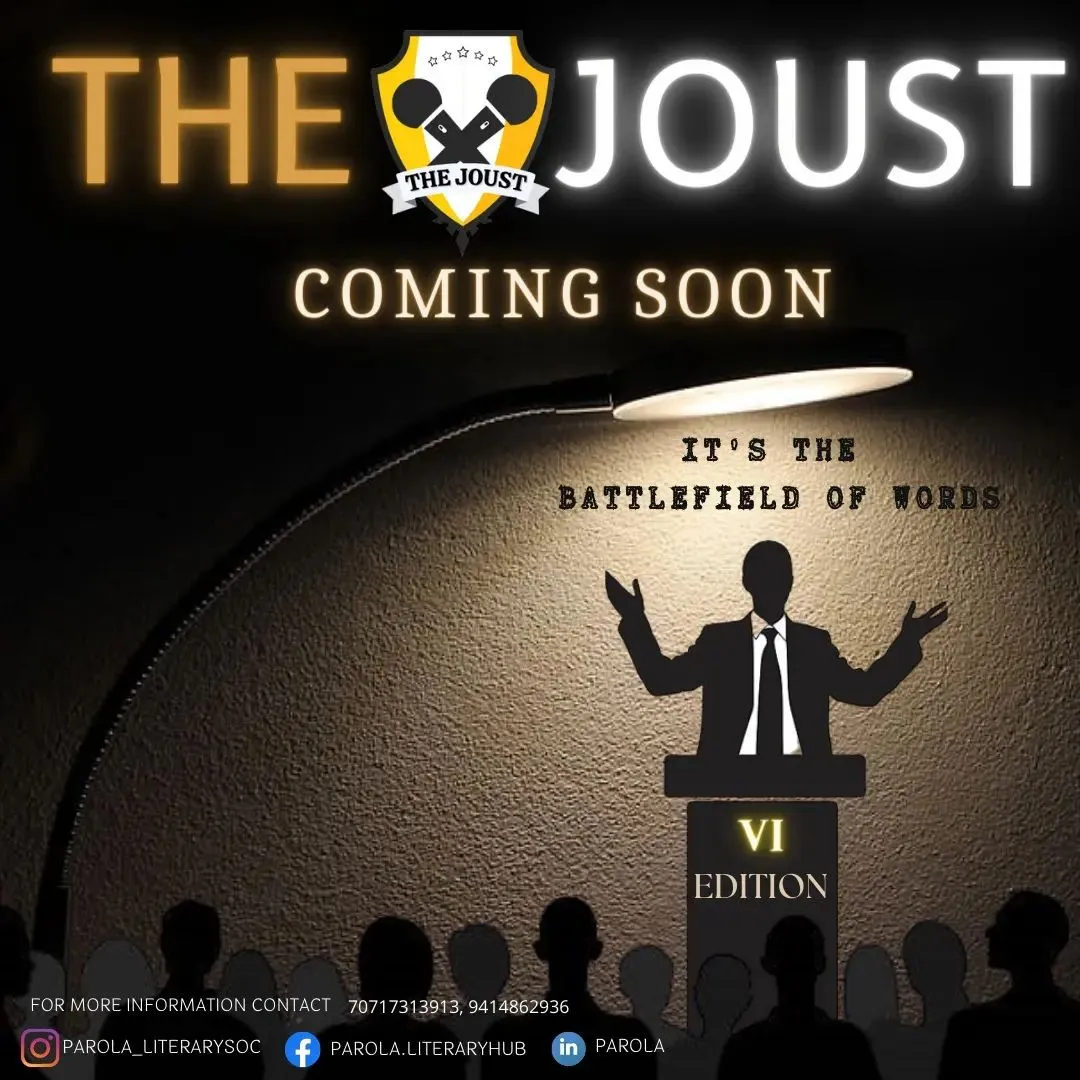 THE JOUST
THE JOUST
COMING SOON
IT'S THE
BATTLEFIELD OF WORDS
VI
EDITION
FOR MORE INFORMATION CONTACT 70717313913, 9414862936
PAROLA_LITERARYSOC PAROLA.LITERARYHUB in PAROLA